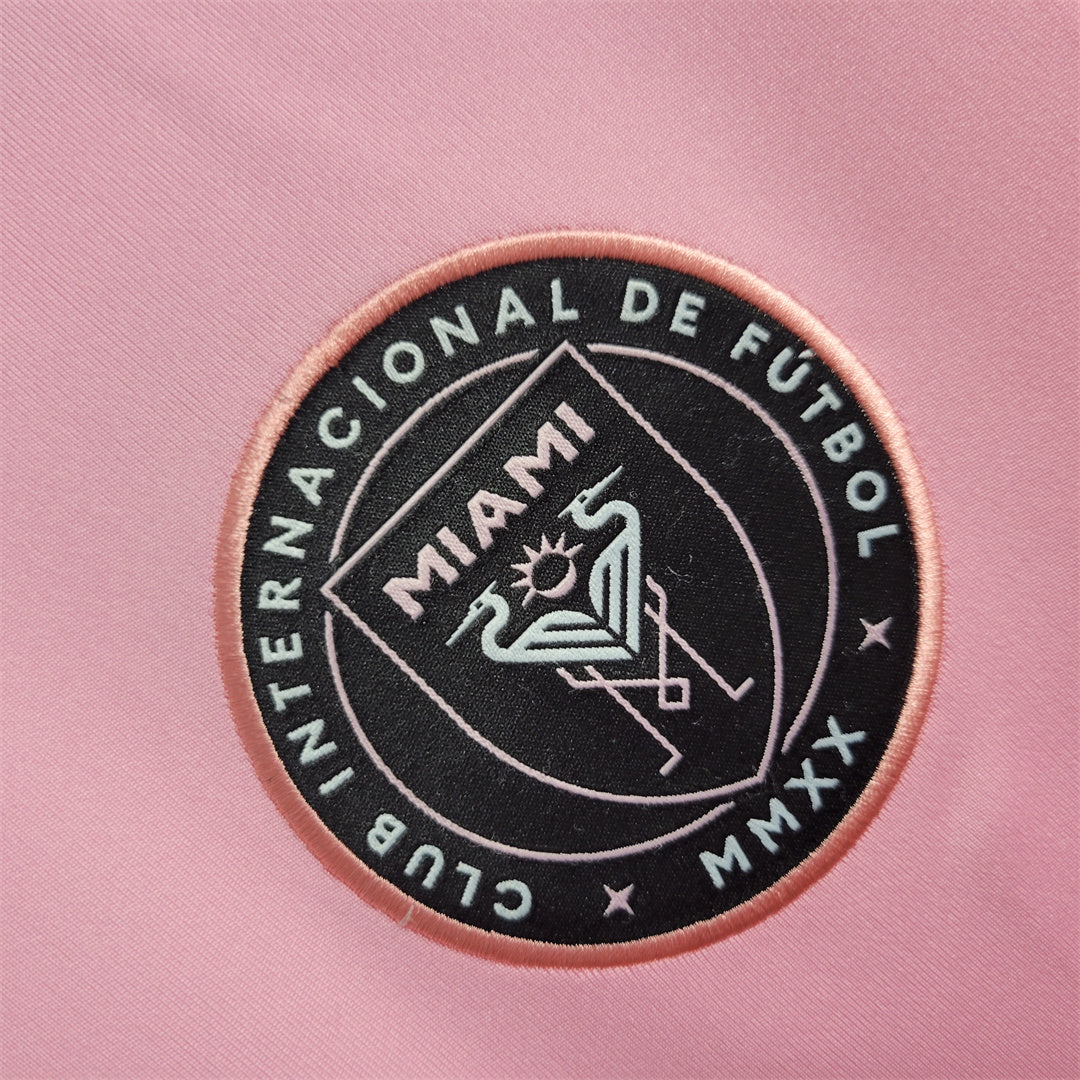 CLUB INTERNACIONAL DE FÚTBOL
MMXX
MIAMI